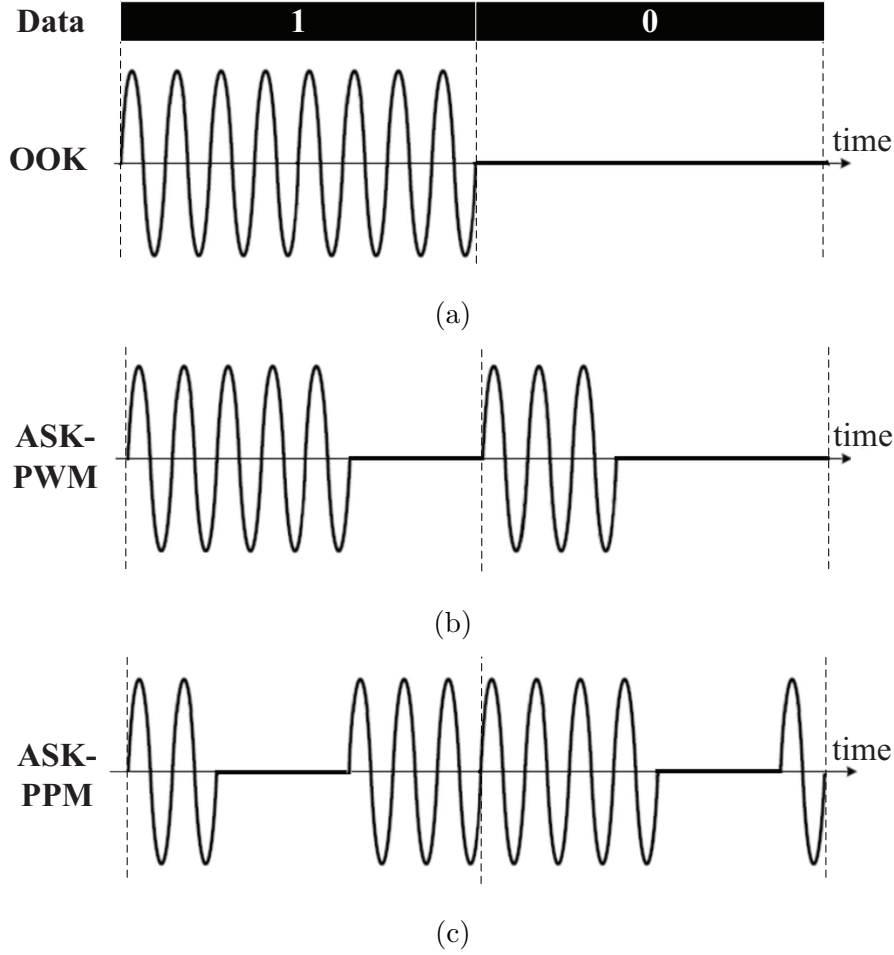 Data 1 0
OOK
time
(a)
ASK-
PWM
time
(b)
ASK-
PPM
time
(c)